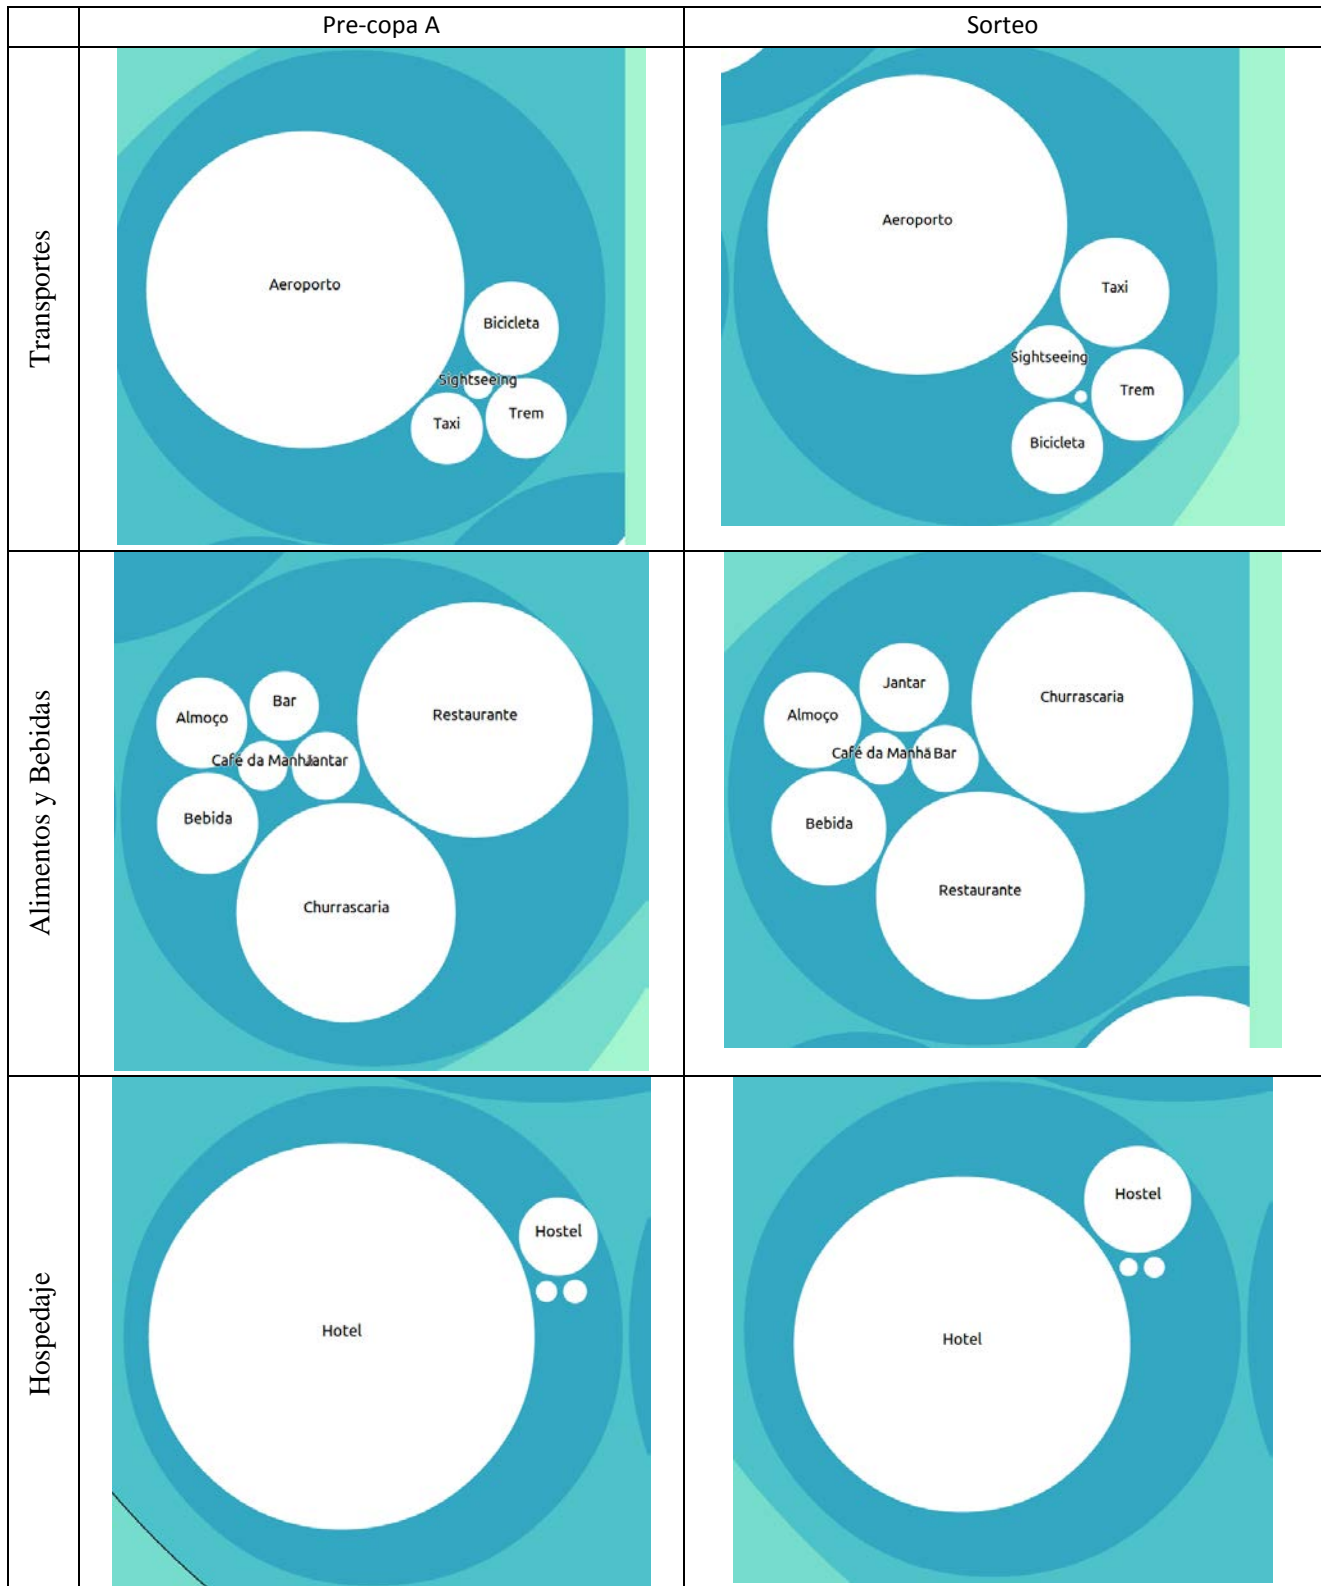 Pre-copa A
Sorteo
Transportes
Aeroporto
Bicicleta
Sightseeing
Taxi
Trem
Aeroporto
Taxi
Sightseeing
Trem
Bicicleta
Alimentos y Bebidas
Restaurante
Bar
Almoço
Café da Manhã
Jantar
Bebida
Churrascaria
Churrascaria
Jantar
Almoço
Café da Manhã
Bar
Bebida
Restaurante
Hospedaje
Hostel
Hotel
Hostel
Hotel